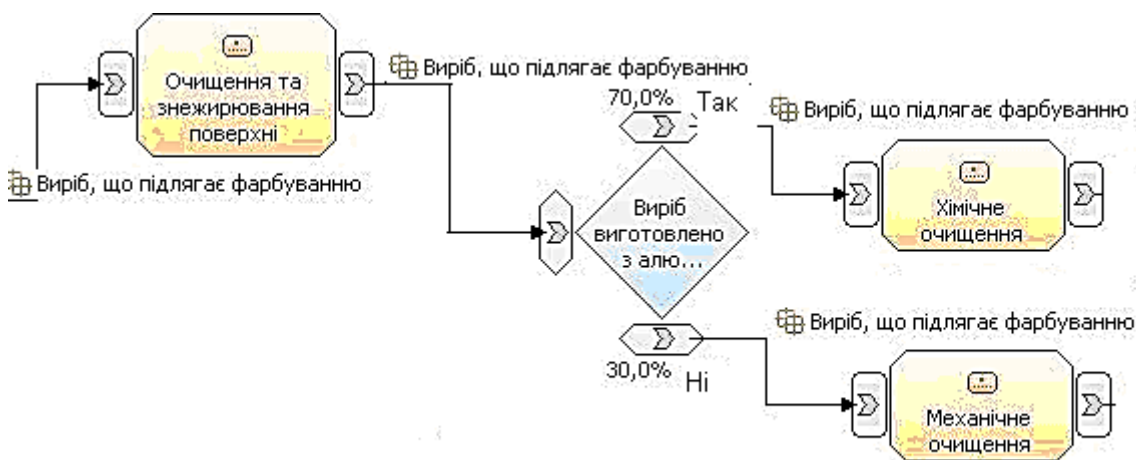 Очищення та
знежирювання
поверхні
Виріб, що підлягає фарбуванню
Виріб, що підлягає фарбуванню
70,0% Так
Виріб
виготовлено
з алю...
30,0% Ні
Виріб, що підлягає фарбуванню
Хімічне
очищення
Виріб, що підлягає фарбуванню
Механічне
очищення